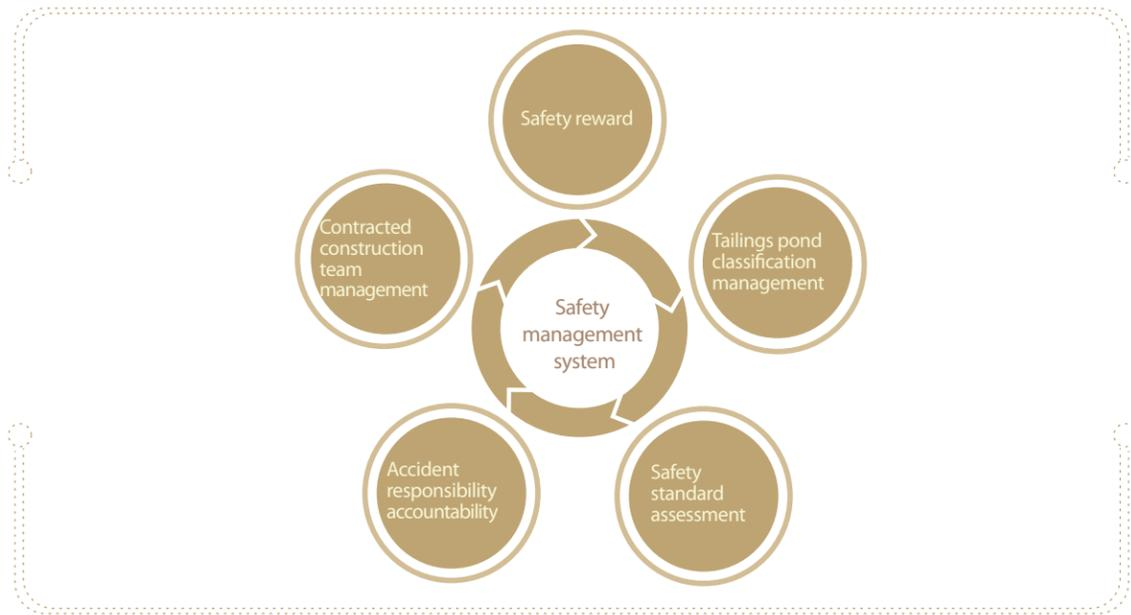 Safety reward
Contracted
construction
team
management
Tailings pond
classification
management
Safety
management
system
Accident
responsibility
accountability
Safety
standard
assessment